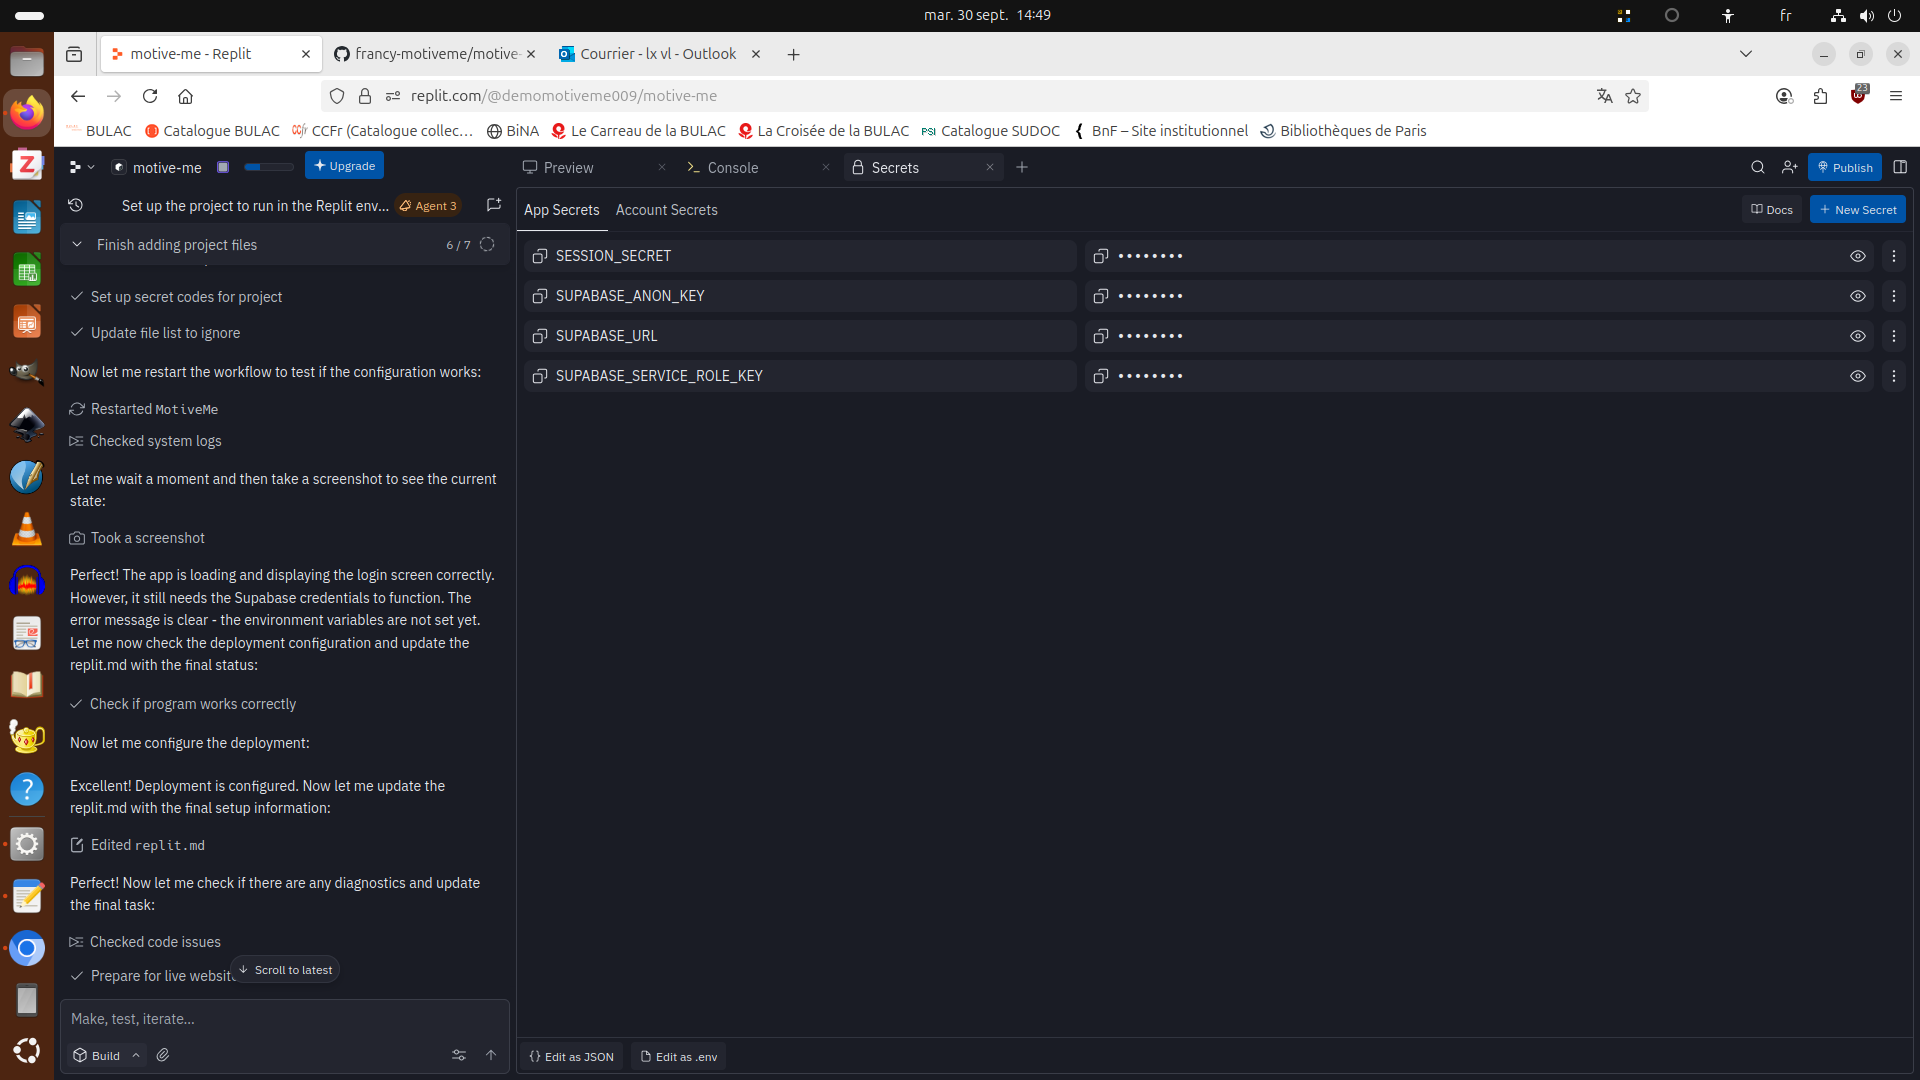 mar. 30 sept. 14:49
fr
motive-me - Replit
francy-motiveme/motive-
Courrier - lx vl - Outlook
replit.com/@demomotiveme009/motive-me
23
BULAC
Catalogue BULAC
CCFr (Catalogue collec…
BiNA
Le Carreau de la BULAC
La Croisée de la BULAC
PSI Catalogue SUDOC
BnF – Site institutionnel
Bibliothèques de Paris
motive-me
Upgrade
Preview
Console
Secrets
Publish
Set up the project to run in the Replit env...
Agent 3
App Secrets
Account Secrets
Docs
New Secret
Finish adding project files
6 / 7
SESSION_SECRET
••••••••
SUPABASE_ANON_KEY
••••••••
SUPABASE_URL
••••••••
SUPABASE_SERVICE_ROLE_KEY
••••••••
Set up secret codes for project
Update file list to ignore
Now let me restart the workflow to test if the configuration works:
Restarted MotiveMe
Checked system logs
Let me wait a moment and then take a screenshot to see the current
state:
Took a screenshot
Perfect! The app is loading and displaying the login screen correctly.
However, it still needs the Supabase credentials to function. The
error message is clear - the environment variables are not set yet.
Let me now check the deployment configuration and update the
replit.md with the final status:
Check if program works correctly
Now let me configure the deployment:
Excellent! Deployment is configured. Now let me update the
replit.md with the final setup information:
Edited replit.md
Perfect! Now let me check if there are any diagnostics and update
the final task:
Checked code issues
Prepare for live website
Scroll to latest
Make, test, iterate...
Build
{} Edit as JSON
Edit as .env